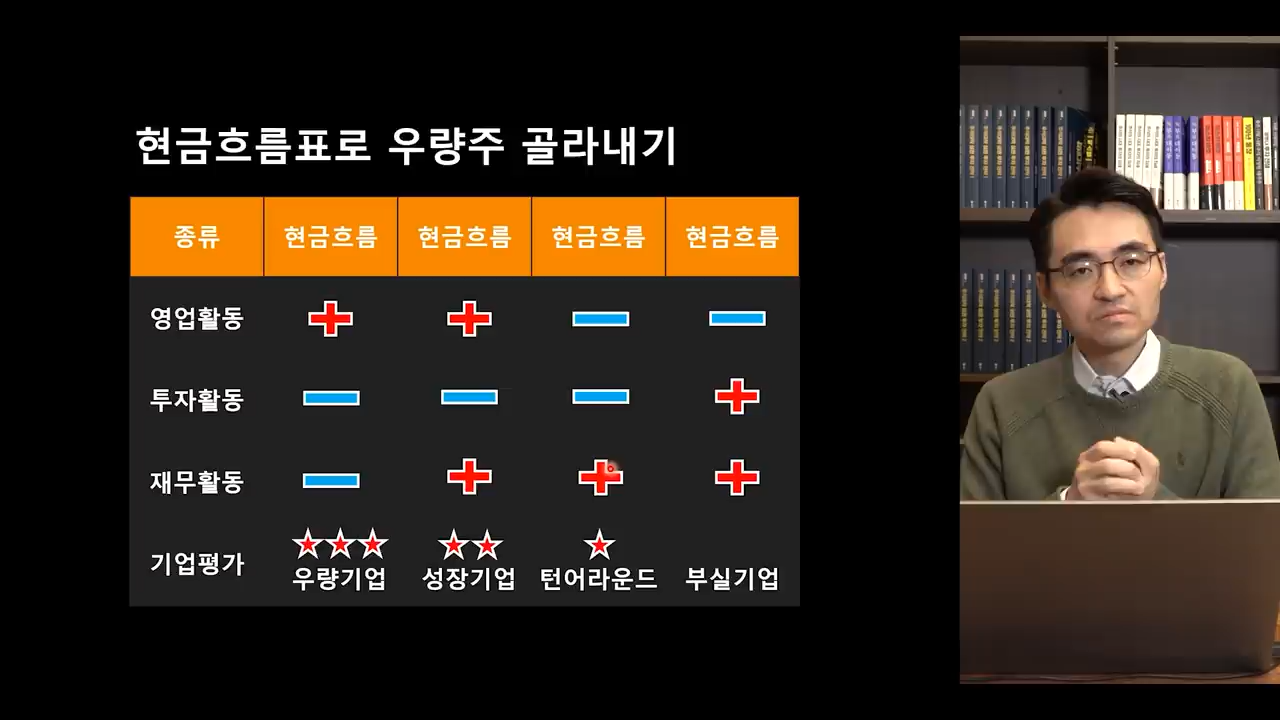 현금흐름표로 우량주 골라내기
종류 현금흐름 현금흐름 현금흐름 현금흐름
영업활동
투자활동
재무활동
기업평가
우량기업 성장기업 턴어라운드 부실기업